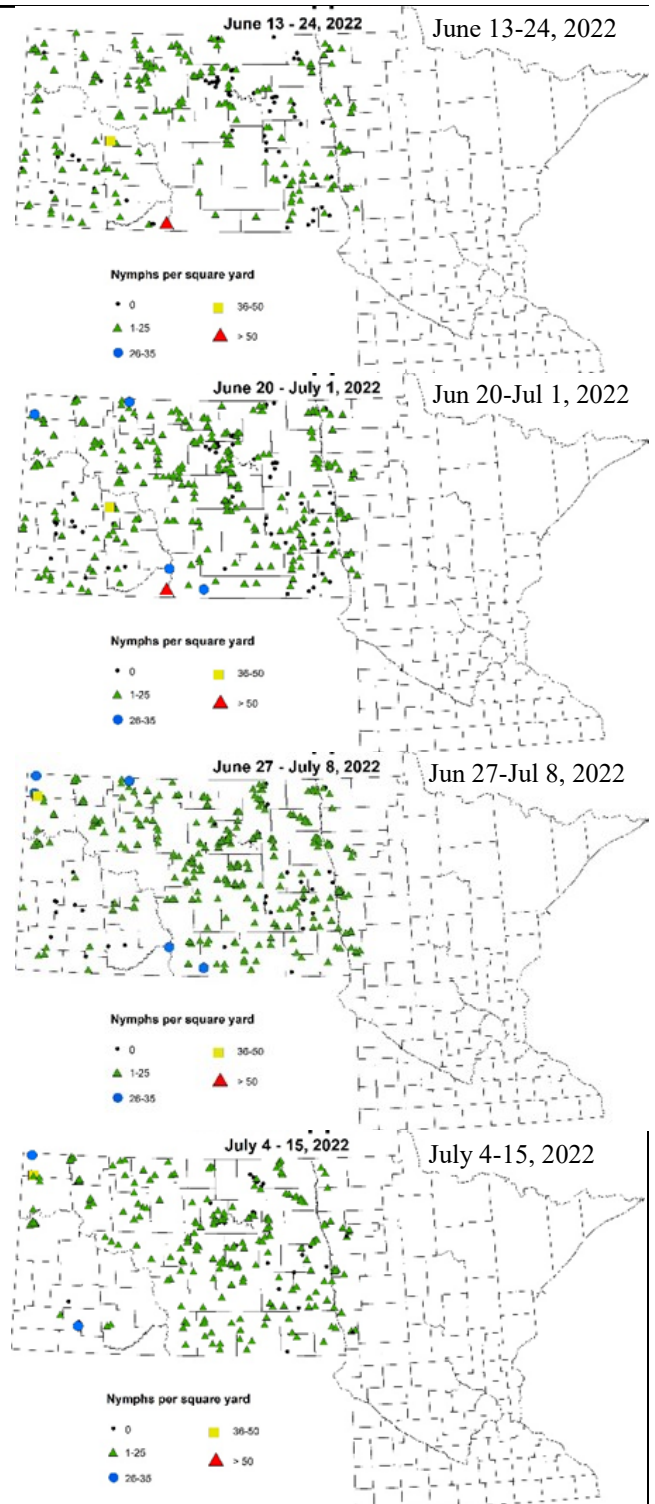 June 13 - 24, 2022
June 13-24, 2022
Nymphs per square yard
0
36-50
1-25
> 50
26-35
June 20 - July 1, 2022
Jun 20-Jul 1, 2022
Nymphs per square yard
0
36-50
1-25
> 50
26-35
June 27 - July 8, 2022
Jun 27-Jul 8, 2022
Nymphs per square yard
0
36-50
1-25
> 50
26-35
July 4 - 15, 2022
July 4-15, 2022
Nymphs per square yard
0
36-50
1-25
> 50
26-35